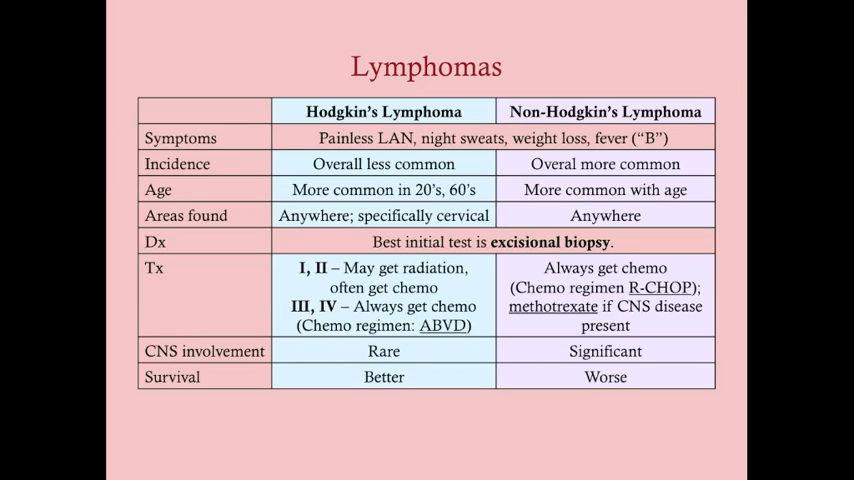 Lymphomas
Hodgkin's Lymphoma Non-Hodgkin's Lymphoma
Symptoms Painless LAN, night sweats, weight loss, fever (“B”)
Incidence Overall less common Overal more common
Age More common in 20's, 60's More common with age
Areas found Anywhere; specifically cervical Anywhere
Dx Best initial test is excisional biopsy.
Tx I, II – May get radiation,
often get chemo
III, IV – Always get chemo
(Chemo regimen: ABVD)
Always get chemo
(Chemo regimen R-CHOP);
methotrexate if CNS disease
present
CNS involvement Rare Significant
Survival Better Worse